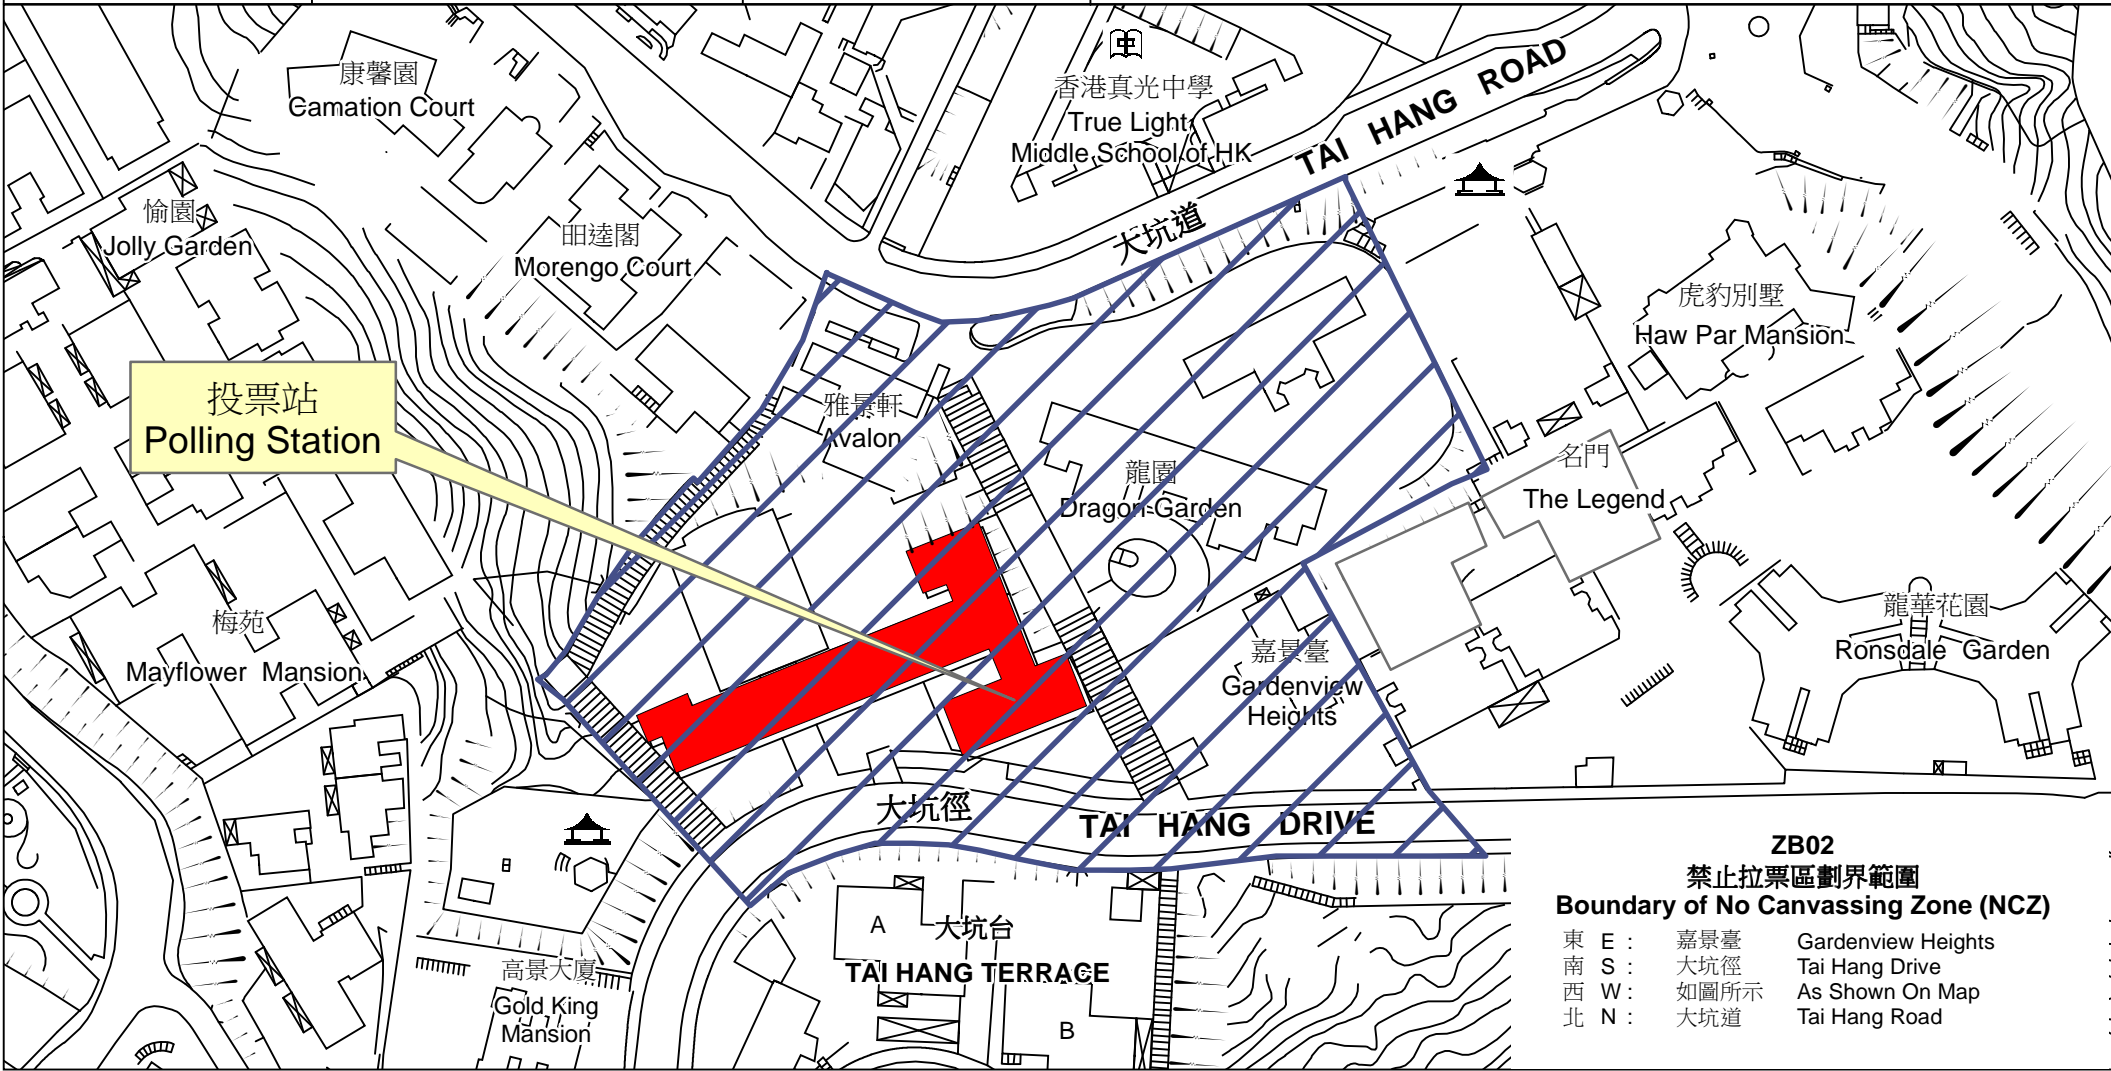 康馨園
Camation Court
香港真光中學
True Light
Middle School of HK
TAI HANG ROAD
大坑道
愉園
Jolly Garden
昍逹閣
Morengo Court
虎豹別墅
Haw Par Mansion
投票站
Polling Station
雅景軒
Avalon
龍園
Dragon Garden
名門
The Legend
梅苑
Mayflower Mansion
嘉景臺
Gardenview
Heights
龍華花園
Ronsdale Garden
大坑徑
TAI HANG DRIVE
A
大坑台
TAI HANG TERRACE
B
高景大廈
Gold King
Mansion
ZB02
禁止拉票區劃界範圍
Boundary of No Canvassing Zone (NCZ)
東 E : 嘉景臺 Gardenview Heights
南 S : 大坑徑 Tai Hang Drive
西 W : 如圖所示 As Shown On Map
北 N : 大坑道 Tai Hang Road